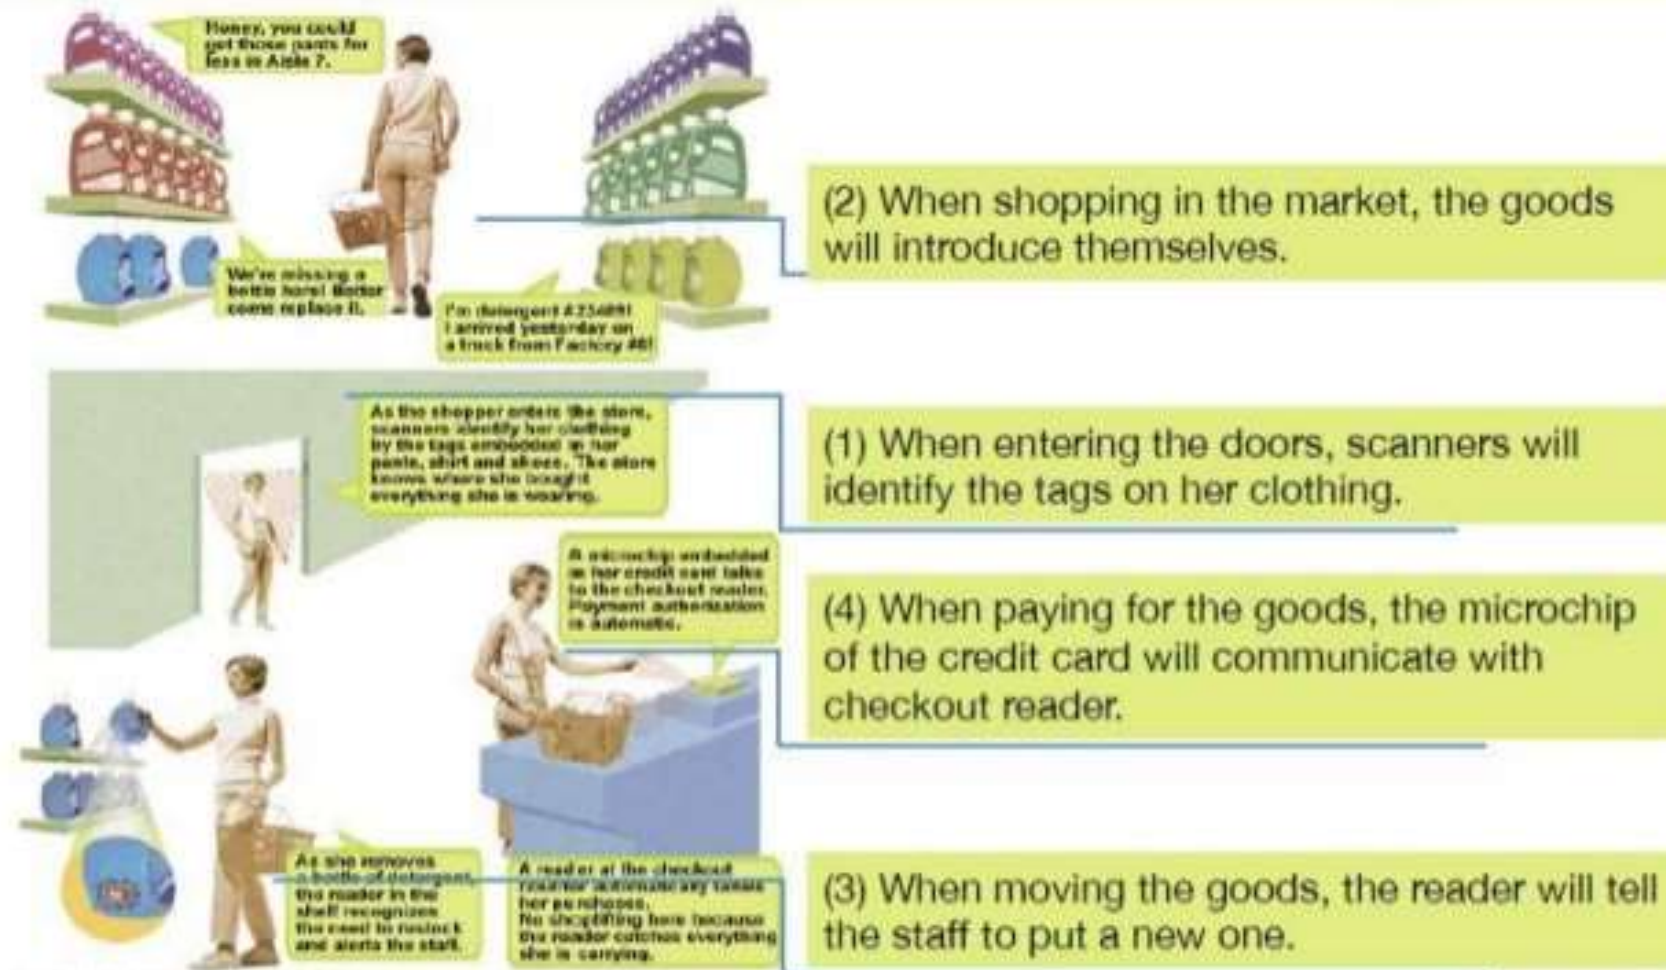 Honey, you could
get those pants for
less in Aisle 7.
We're missing a
bottle here! Better
come replace it.
I'm detergent
I arrived yesterday on
a truck from Factory
(2) When shopping in the market, the goods
will introduce themselves.
As the shopper enters the store,
scanners identify her clothing
by the tags embedded in her
pants, shirt and shoes. The store
knows where she bought
everything she is wearing.
(1) When entering the doors, scanners will
identify the tags on her clothing.
A microchip embedded
in her credit card talks
to the checkout reader.
Payment authorization
is automatic.
(4) When paying for the goods, the microchip
of the credit card will communicate with
checkout reader.
As she removes
a bottle of detergent,
the reader in the
shelf recognizes
the need to restock
and alerts the staff.
A reader at the checkout
counter automatically
her purchases.
No shoplifting here because
the reader catches everything
she is carrying.
(3) When moving the goods, the reader will tell
the staff to put a new one.